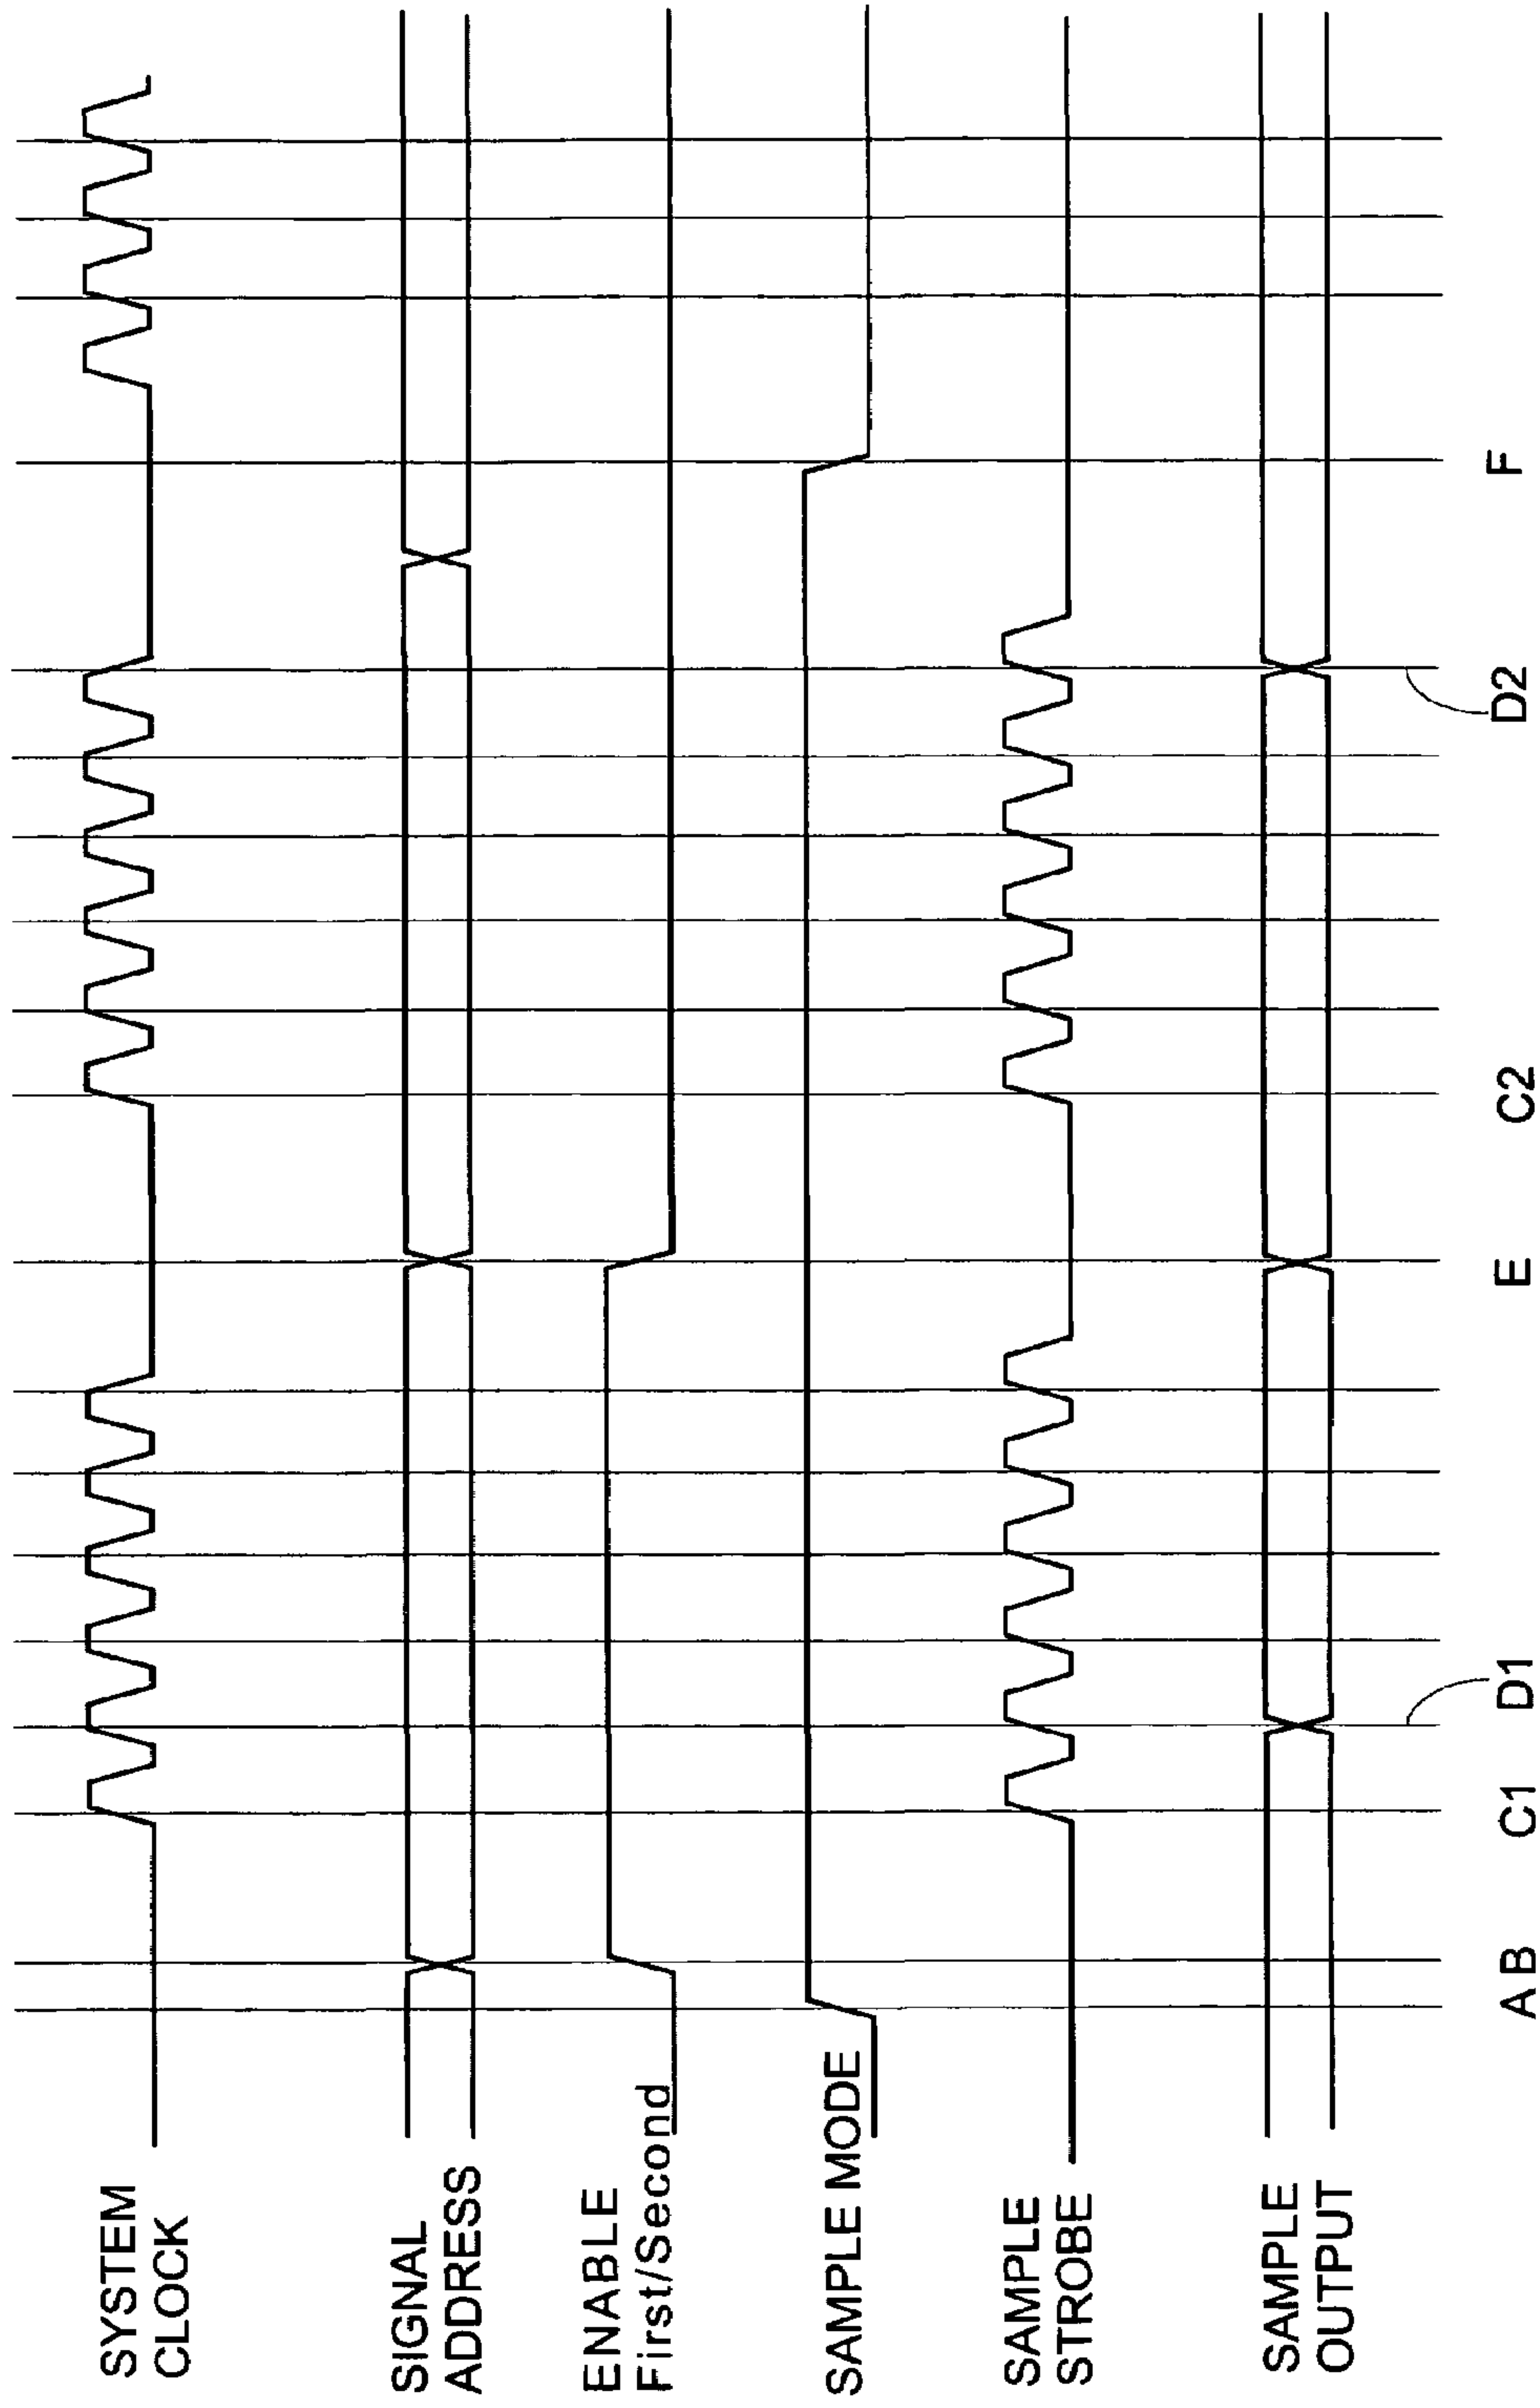 SYSTEM
CLOCK
SIGNAL
ADDRESS
ENABLE
First/Second
SAMPLE MODE
SAMPLE
STROBE
SAMPLE
OUTPUT
A B C1 D1 E C2 D2 F